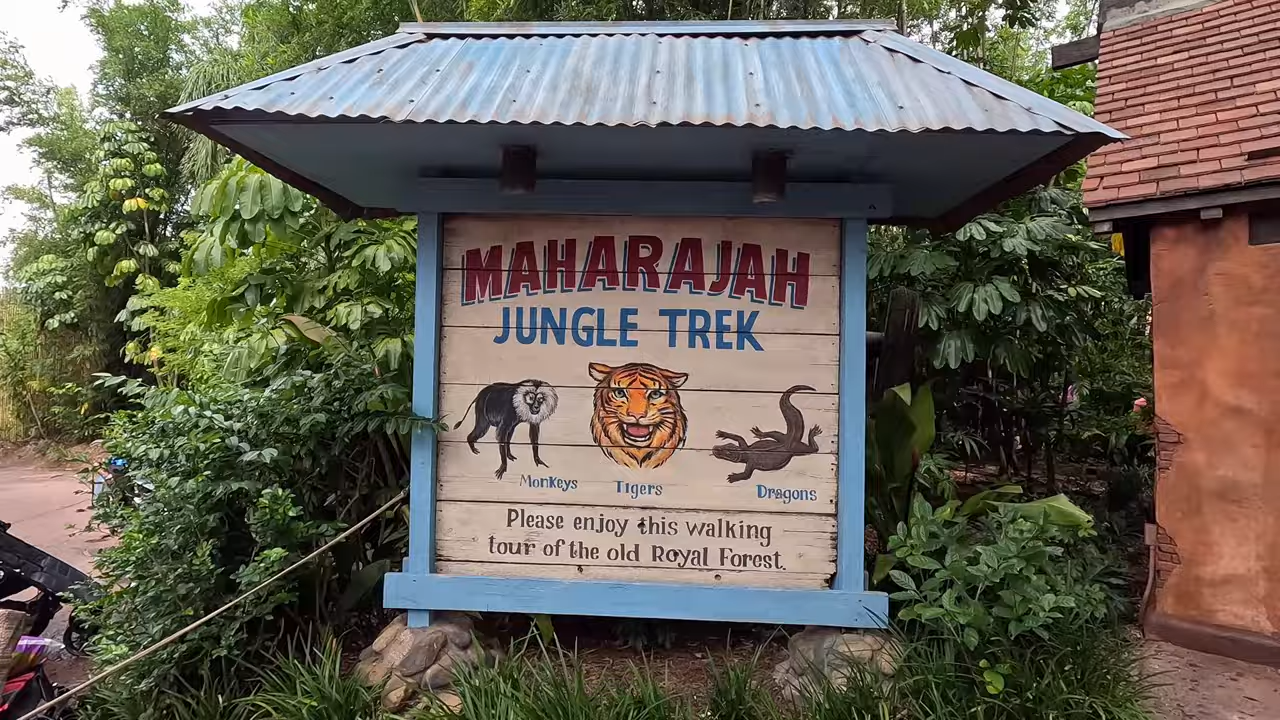 MAHARAJAH
JUNGLE TREK
Monkeys Tigers Dragons
Please enjoy this walking
tour of the old Royal Forest.